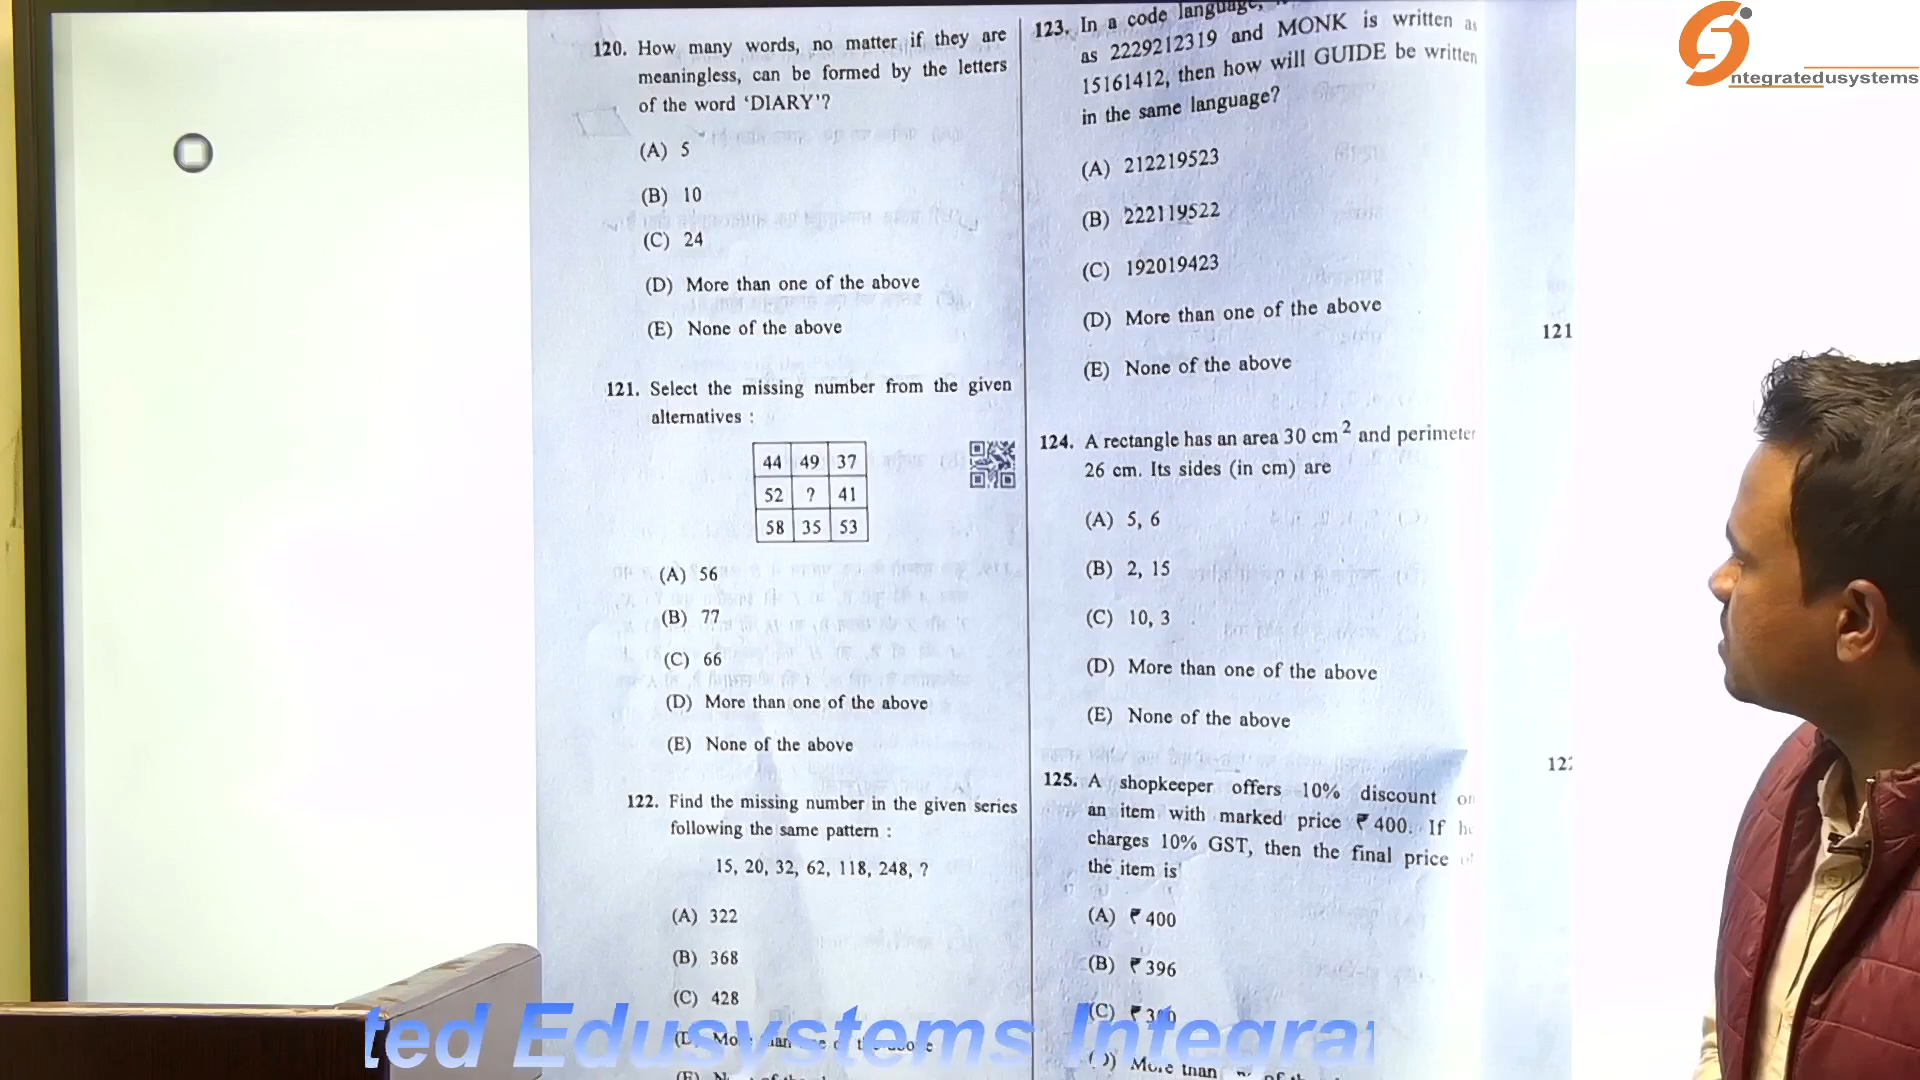 120. How many words, no matter if they are
meaningless, can be formed by the letters
of the word ‘DIARY’?
(A) 5
(B) 10
(C) 24
(D) More than one of the above
(E) None of the above
121. Select the missing number from the given
alternatives :
44 49 37
52 ? 41
58 35 53
(A) 56
(B) 77
(C) 66
(D) More than one of the above
(E) None of the above
122. Find the missing number in the given series
following the same pattern :
15, 20, 32, 62, 118, 248, ?
(A) 322
(B) 368
(C) 428
123. In a code language,
as 2229212319 and MONK is written as
15161412, then how will GUIDE be written
in the same language?
(A) 212219523
(B) 222119522
(C) 192019423
(D) More than one of the above
(E) None of the above
124. A rectangle has an area 30 cm² and perimeter
26 cm. Its sides (in cm) are
(A) 5, 6
(B) 2, 15
(C) 10, 3
(D) More than one of the above
(E) None of the above
125. A shopkeeper offers 10% discount on
an item with marked price ₹ 400. If he
charges 10% GST, then the final price of
the item is
(A) ₹ 400
(B) ₹ 396
(C) ₹
More than
121
ntegratedusystems
ted Edusystems Integrat